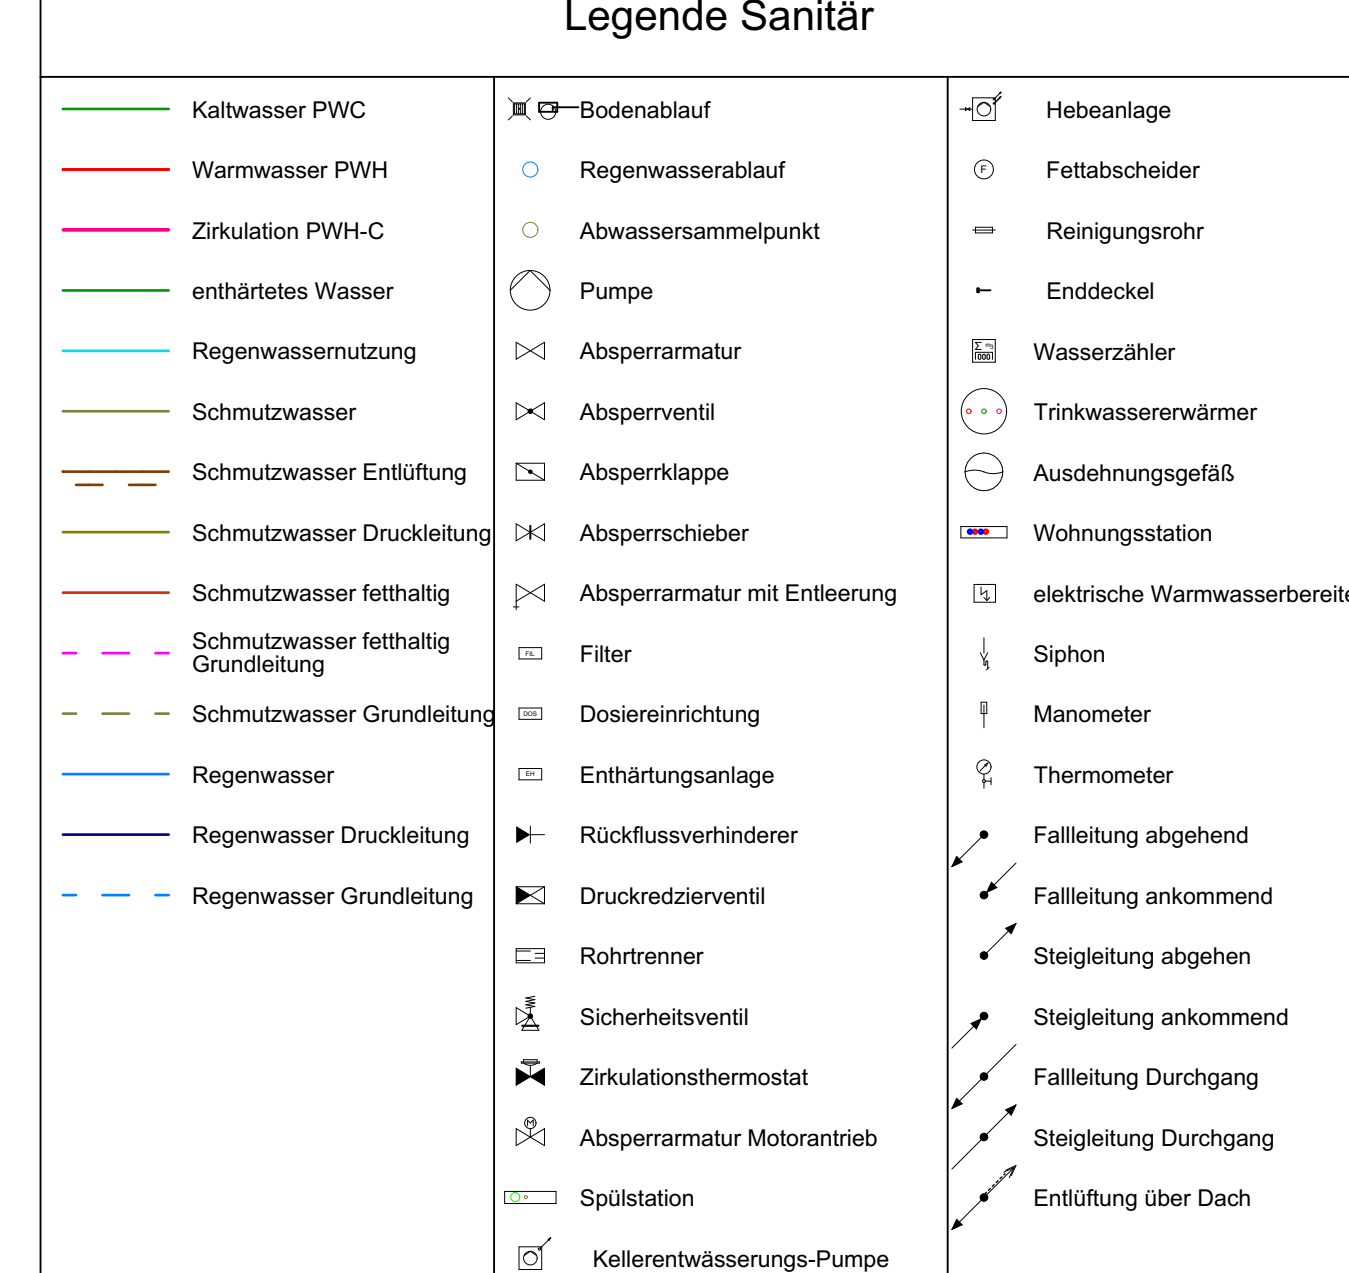 Legende Sanitär
Kaltwasser PWC
Warmwasser PWH
Zirkulation PWH-C
enthärtetes Wasser
Regenwassernutzung
Schmutzwasser
Schmutzwasser Entlüftung
Schmutzwasser Druckleitung
Schmutzwasser fetthaltig
Schmutzwasser fetthaltig
Grundleitung
Schmutzwasser Grundleitung
Regenwasser
Regenwasser Druckleitung
Regenwasser Grundleitung
Bodenablauf
Regenwasserablauf
Abwassersammelpunkt
Pumpe
Absperrarmatur
Absperrventil
Absperrklappe
Absperrschieber
Absperrarmatur mit Entleerung
FIL Filter
DOS Dosiereinrichtung
EH Enthärtungsanlage
Rückflussverhinderer
Druckredzierventil
Rohrtrenner
Sicherheitsventil
Zirkulationsthermostat
M Absperrarmatur Motorantrieb
Spülstation
Kellerentwässerungs-Pumpe
Hebeanlage
F Fettabscheider
Reinigungsrohr
Enddeckel
Wasserzähler
Trinkwassererwärmer
Ausdehnungsgefäß
Wohnungsstation
elektrische Warmwasserbereite
Siphon
Manometer
Thermometer
Fallleitung abgehend
Fallleitung ankommend
Steigleitung abgehen
Steigleitung ankommend
Fallleitung Durchgang
Steigleitung Durchgang
Entlüftung über Dach